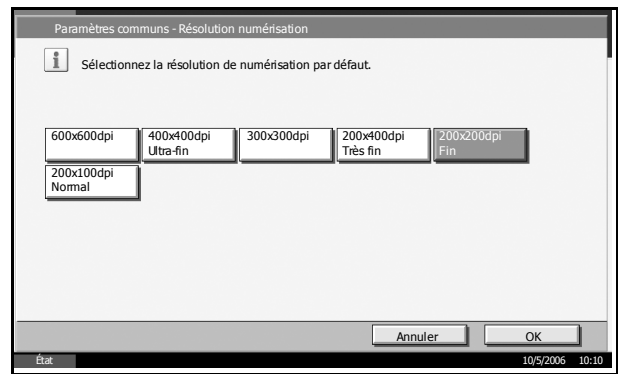 Paramètres communs - Résolution numérisation
Sélectionnez la résolution de numérisation par défaut.
600x600dpi
400x400dpi
Ultra-fin
300x300dpi
200x400dpi
Très fin
200x200dpi
Fin
200x100dpi
Normal
Annuler
OK
État
10/5/2006 10:10